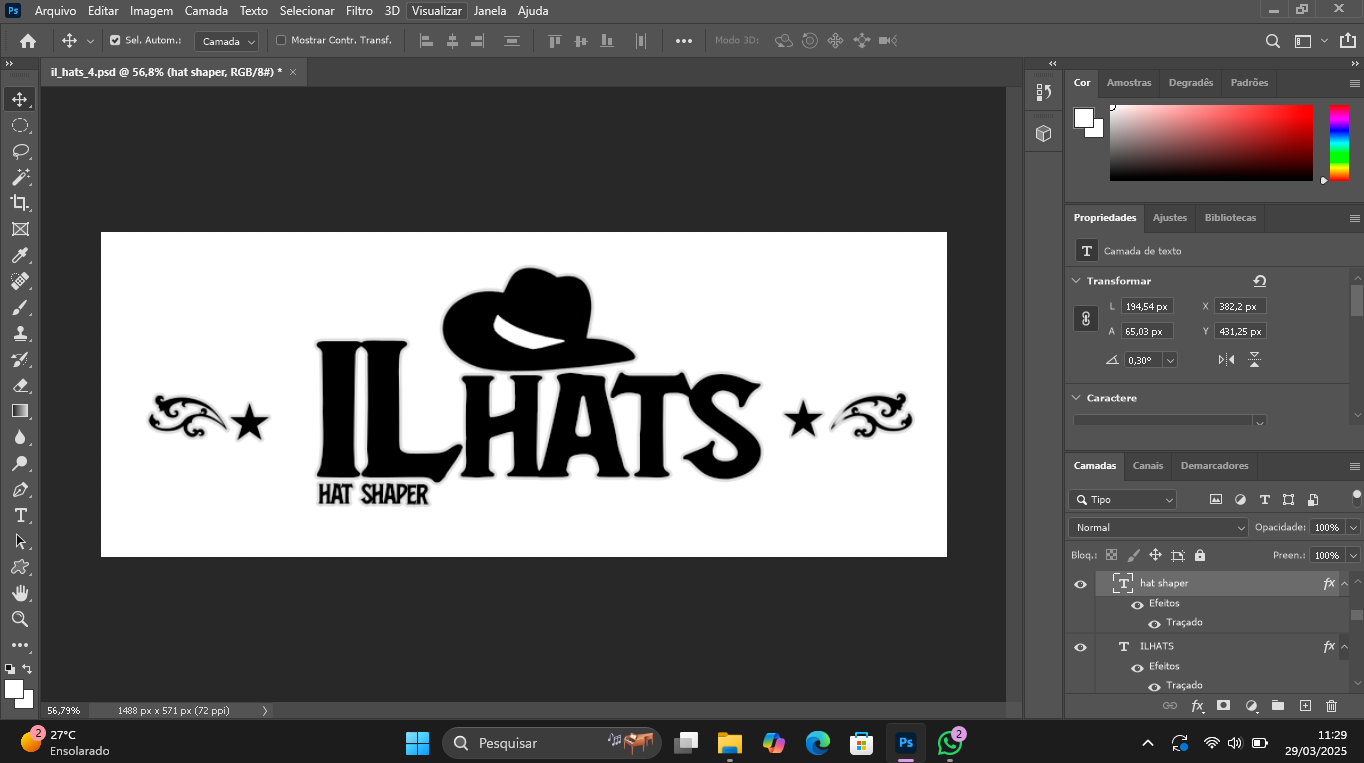 Ps Arquivo Editar Imagem Camada Texto Selecionar Filtro 3D Visualizar Janela Ajuda
Sel. Autom.: Camada Mostrar Contr. Transf. Modo 3D:
il_hats_4.psd @ 56,8% (hat shaper, RGB/8#) *
Cor Amostras Degradês Padrões
Propriedades Ajustes Bibliotecas
T Camada de texto
Transformar
L 194,54 px X 382,2 px
A 65,03 px Y 431,25 px
0,30°
Caractere
ILHATS
HAT SHAPER
Camadas Canais Demarcadores
Tipo
Normal Opacidade: 100%
Bloq.: Preen.: 100%
T hat shaper fx
Efeitos
Traçado
T ILHATS fx
Efeitos
Traçado
56,79% 1488 px x 571 px (72 ppi)
fx
2 27°C
Ensolarado
Pesquisar
Ps
2
11:29
29/03/2025